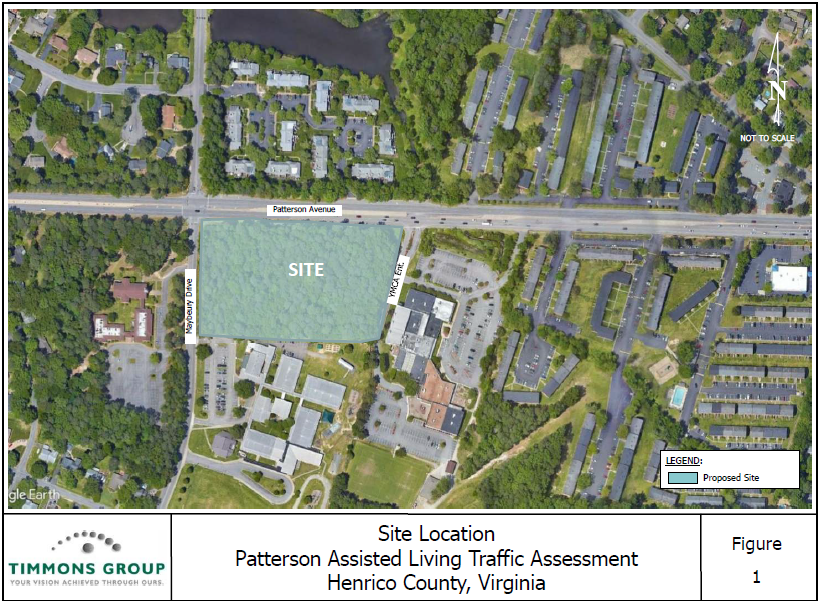 N
NOT TO SCALE
Patterson Avenue
SITE
Maybeury Drive
YMCA Ent.
LEGEND:
Proposed Site
gle Earth
TIMMONS GROUP
YOUR VISION ACHIEVED THROUGH OURS.
Site Location
Patterson Assisted Living Traffic Assessment
Henrico County, Virginia
Figure
1